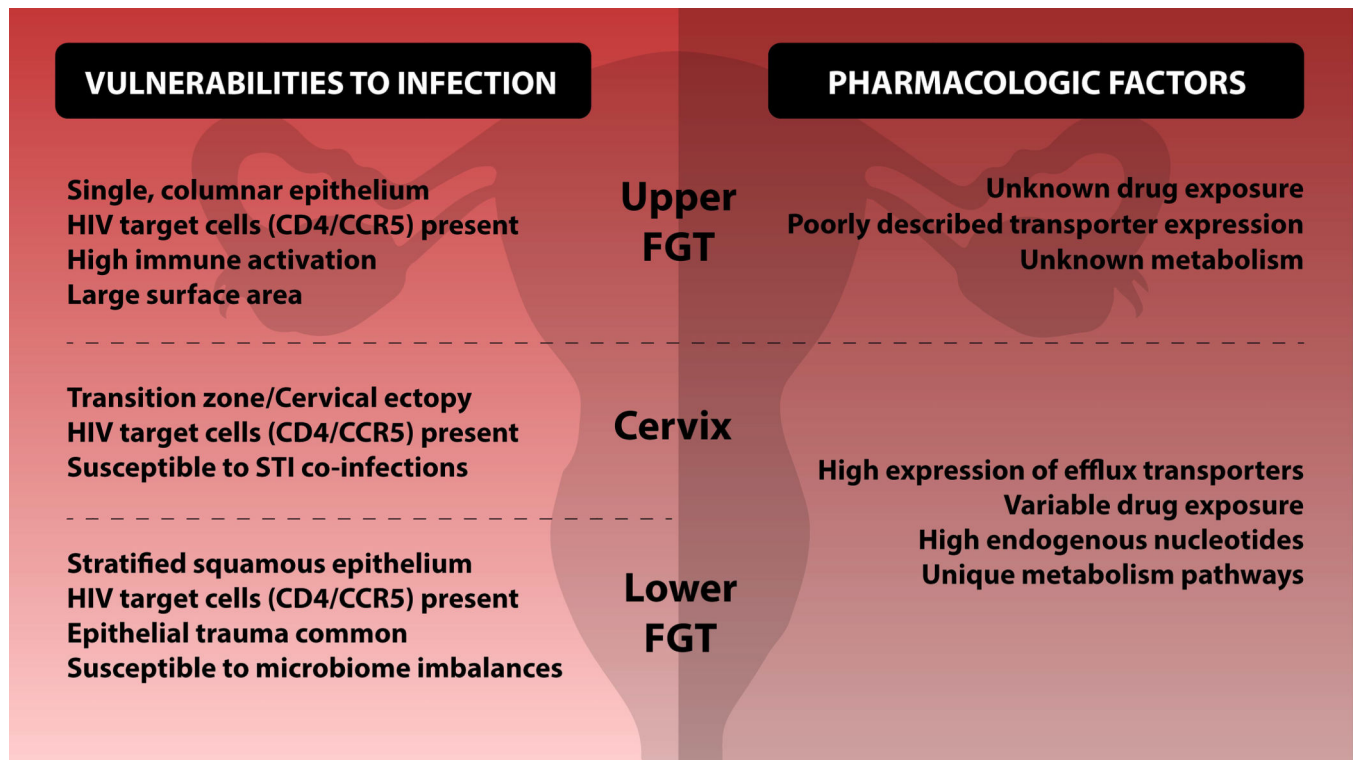 VULNERABILITIES TO INFECTION
PHARMACOLOGIC FACTORS
Single, columnar epithelium
HIV target cells (CD4/CCR5) present
High immune activation
Large surface area
Upper
FGT
Unknown drug exposure
Poorly described transporter expression
Unknown metabolism
Transition zone/Cervical ectopy
HIV target cells (CD4/CCR5) present
Susceptible to STI co-infections
Cervix
Stratified squamous epithelium
HIV target cells (CD4/CCR5) present
Epithelial trauma common
Susceptible to microbiome imbalances
Lower
FGT
High expression of efflux transporters
Variable drug exposure
High endogenous nucleotides
Unique metabolism pathways